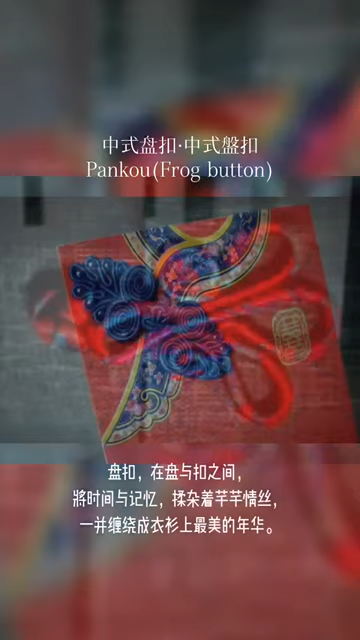 中式盘扣·中式盤扣
Pankou(Frog button)
盘扣，在盘与扣之间，
将时间与记忆，揉杂着芊芊情丝，
一并缠绕成衣衫上最美的年华。